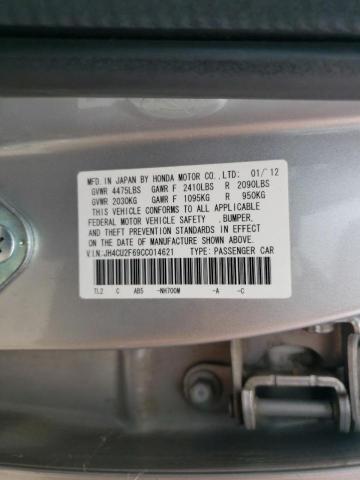 MFD. IN JAPAN BY HONDA MOTOR CO.,LTD: 01/'12
GVWR 4475LBS GAWR F 2410LBS R 2090LBS
GVWR 2030KG GAWR F 1095KG R 950KG
THIS VEHICLE CONFORMS TO ALL APPLICABLE
FEDERAL MOTOR VEHICLE SAFETY, BUMPER,
AND THEFT PREVENTION STANDARDS IN EFFECT ON
THE DATE OF MANUFACTURE SHOWN ABOVE.
V.I.N:JH4CU2F69CC014621 TYPE: PASSENGER CAR
TL2 C AB5 -NH700M -A -C